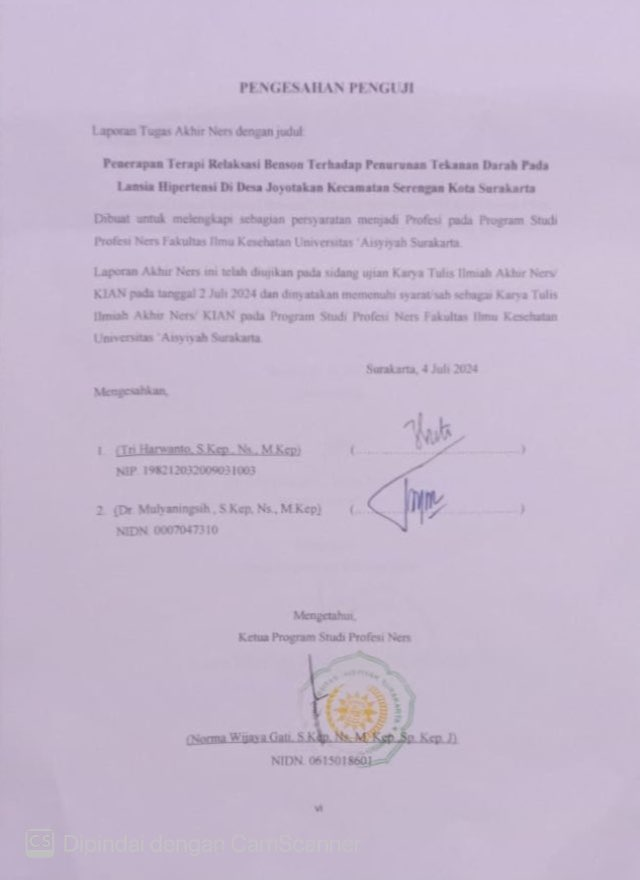 PENGESAHAN PENGUJI
Laporan Tugas Akhir Ners dengan judul:
Penerapan Terapi Relaksasi Benson Terhadap Penurunan Tekanan Darah Pada
Lansia Hipertensi Di Desa Joyotakan Kecamatan Serengan Kota Surakarta
Dibuat untuk melengkapi sebagian persyaratan menjadi Profesi pada Program Studi
Profesi Ners Fakultas Ilmu Kesehatan Universitas 'Aisyiyah Surakarta.
Laporan Akhir Ners ini telah diujikan pada sidang ujian Karya Tulis Ilmiah Akhir Ners/
KIAN pada tanggal 2 Juli 2024 dan dinyatakan memenuhi syarat/sah sebagai Karya Tulis
Ilmiah Akhir Ners/ KIAN pada Program Studi Profesi Ners Fakultas Ilmu Kesehatan
Universitas 'Aisyiyah Surakarta.
Surakarta, 4 Juli 2024
Mengesahkan,
1. (Tri Harwanto, S.Kep., Ns., M.Kep) (..............................)
NIP. 198212032009031003
2. (Dr. Mulyaningsih , S.Kep, Ns., M.Kep) (..............................)
NIDN. 0007047310
Mengetahui,
Ketua Program Studi Profesi Ners
(Norma Wijaya Gati, S.Kep, Ns. M. Kep. Sp. Kep. J)
NIDN. 0615018601
vi
CS Dipindai dengan CamScanner